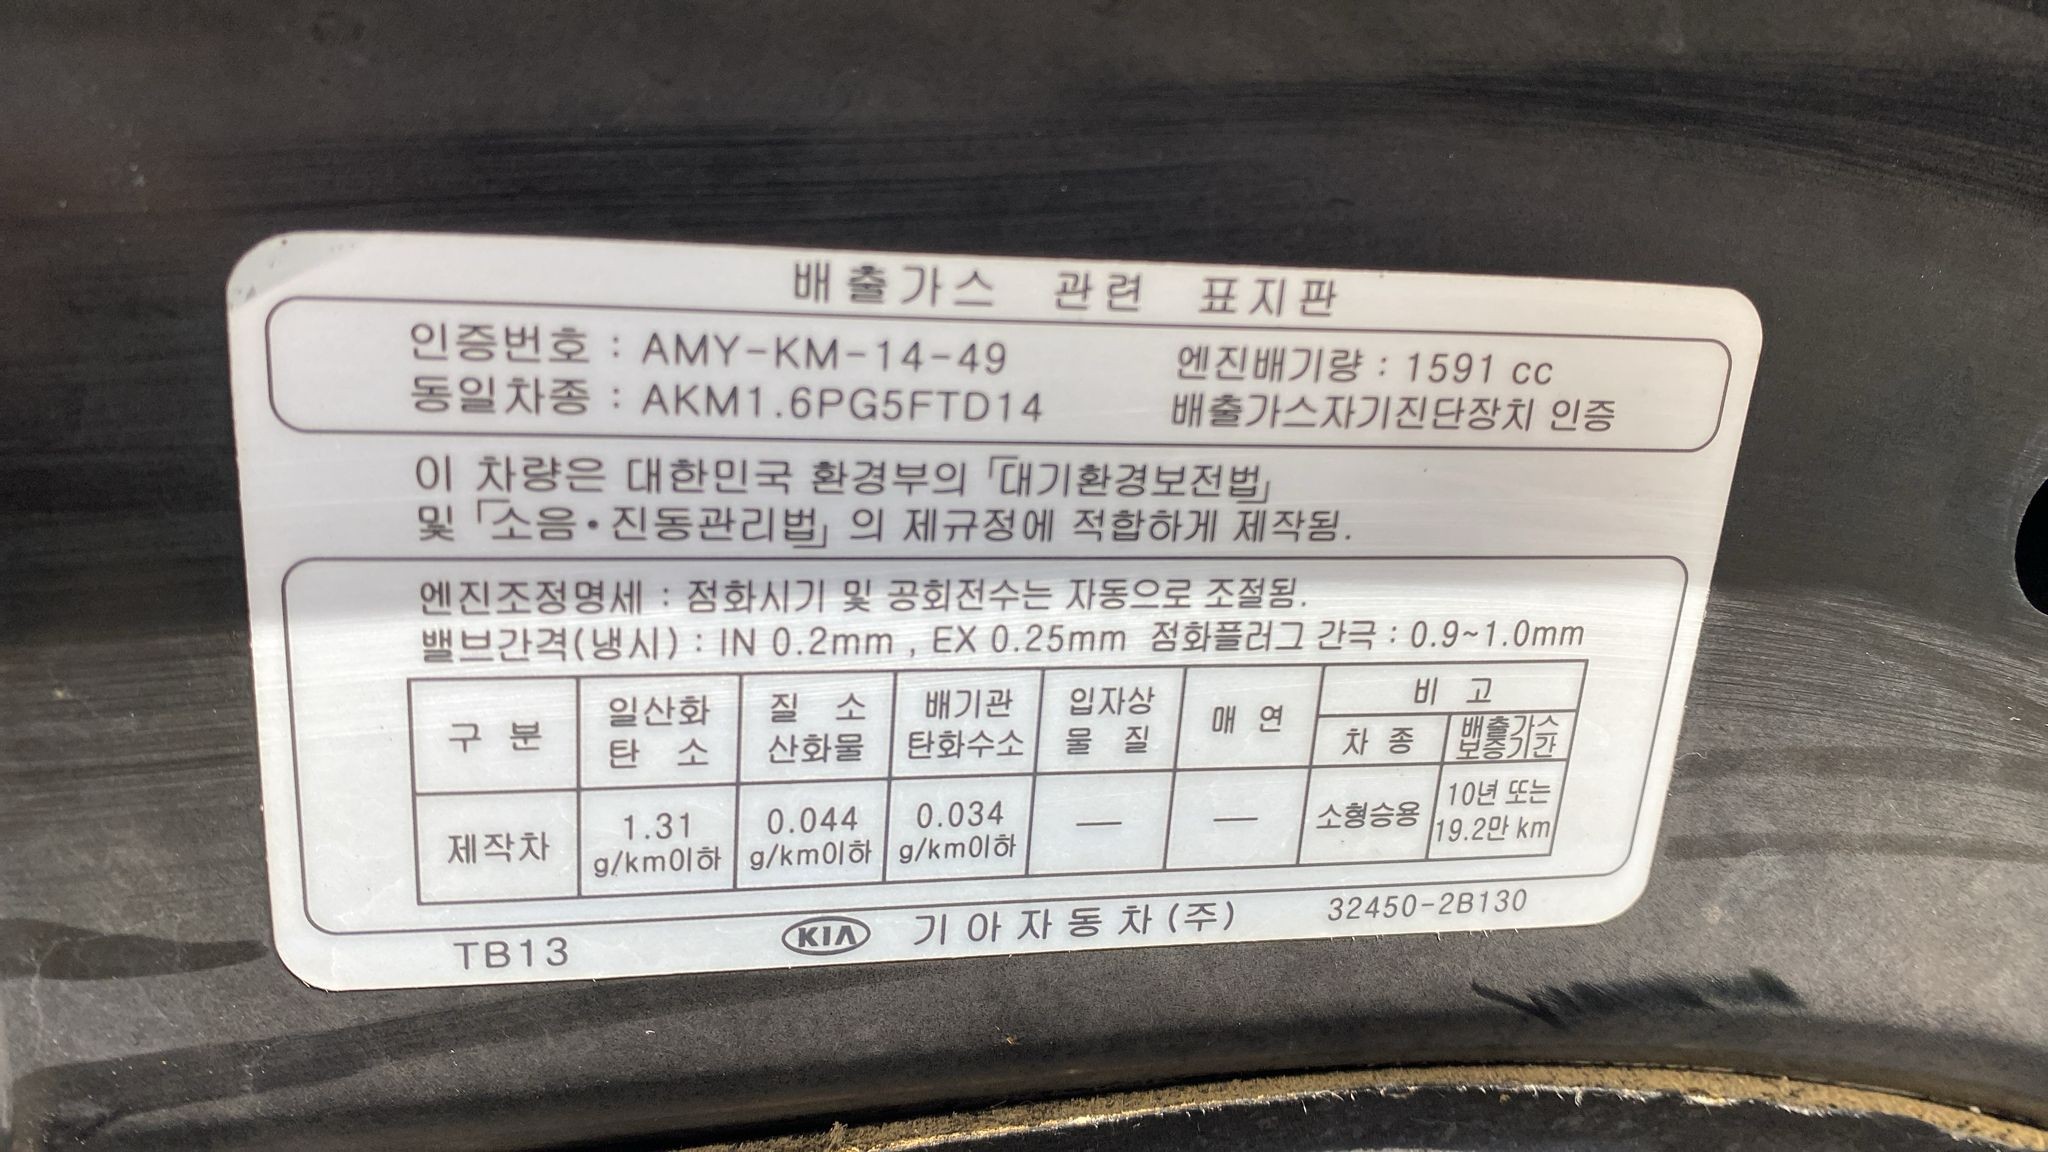 배출가스 관련 표지판
인증번호 : AMY-KM-14-49 엔진배기량 : 1591 cc
동일차종 : AKM1.6PG5FTD14 배출가스자기진단장치 인증
이 차량은 대한민국 환경부의 「대기환경보전법」
및 「소음·진동관리법」 의 제규정에 적합하게 제작됨.
엔진조정명세 : 점화시기 및 공회전수는 자동으로 조절됨.
밸브간격(냉시) : IN 0.2mm , EX 0.25mm 점화플러그 간극 : 0.9~1.0mm
구 분 일산화 탄 소 질 소 산화물 배기관 탄화수소 입자상 물 질 매 연 비 고
차 종 배출가스 보증기간
제작차 1.31 g/km이하 0.044 g/km이하 0.034 g/km이하 — — 소형승용 10년 또는 19.2만 km
TB13 KIA 기아자동차(주) 32450-2B130